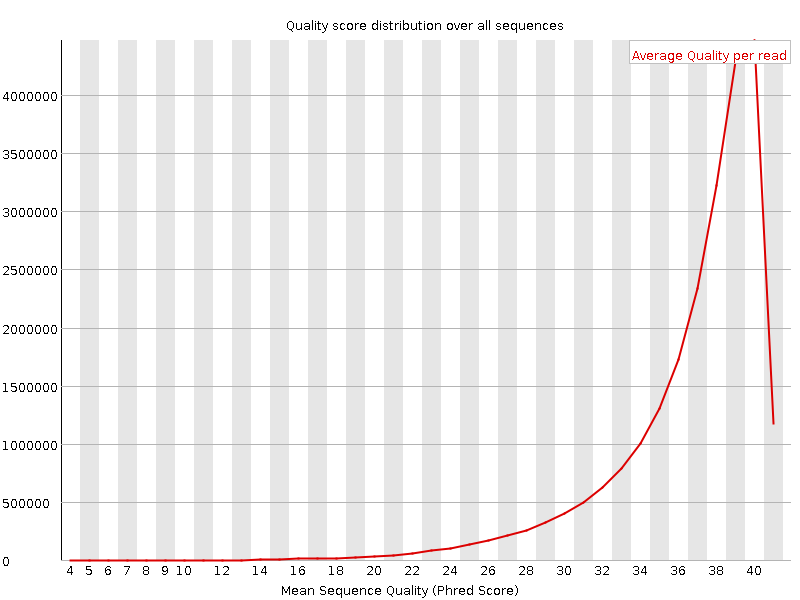 Quality score distribution over all sequences
Average Quality per read
4000000
3500000
3000000
2500000
2000000
1500000
1000000
500000
0
4 5 6 7 8 9 10 14 16 18 20 22 24 26 28 30 32 34 36 38 40
Mean Sequence Quality (Phred Score)